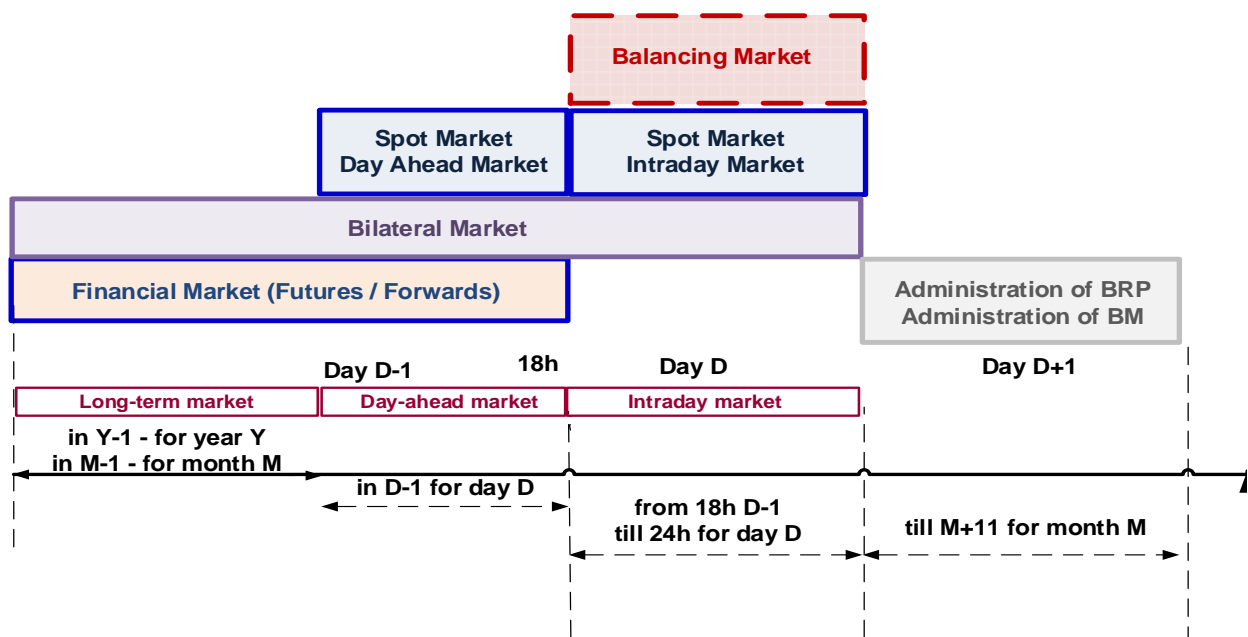 Balancing Market
Spot Market
Day Ahead Market
Spot Market
Intraday Market
Bilateral Market
Financial Market (Futures / Forwards)
Administration of BRP
Administration of BM
Day D-1
18h
Day D
Day D+1
Long-term market
Day-ahead market
Intraday market
in Y-1 - for year Y
in M-1 - for month M
in D-1 for day D
from 18h D-1
till 24h for day D
till M+11 for month M